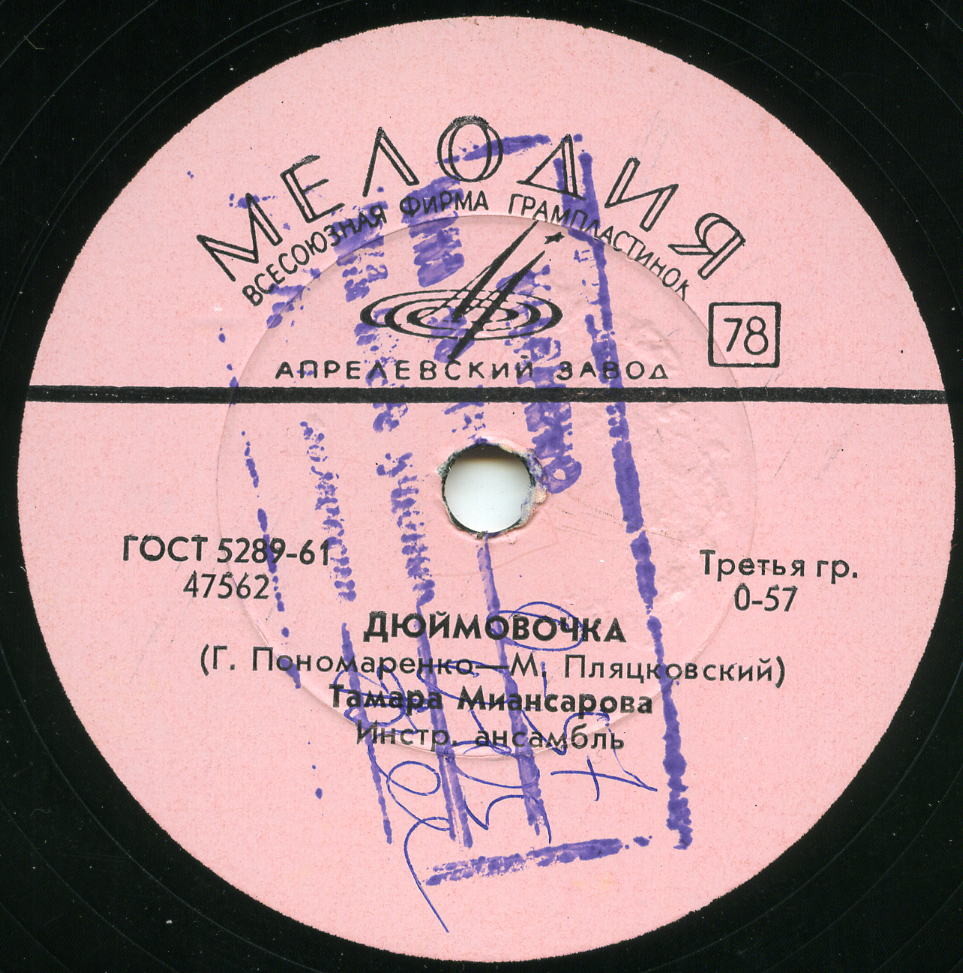 МЕЛОДИЯ
ВСЕСОЮЗНАЯ ФИРМА ГРАМПЛАСТИНОК
78
АПРЕЛЕВСКИЙ ЗАВОД
ГОСТ 5289-61
47562
Третья гр.
0-57
ДЮЙМОВОЧКА
(Г. Пономаренко—М. Пляцковский)
Тамара Миансарова
Инстр. ансамбль